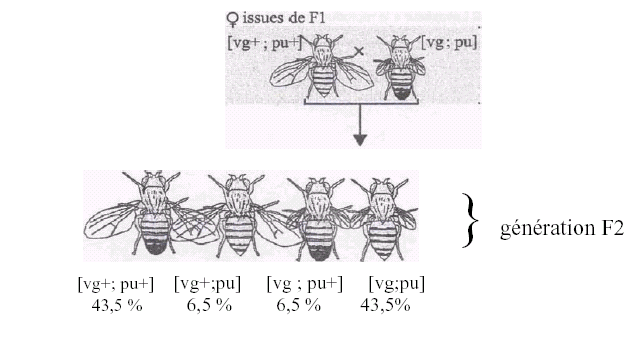 ♀ issues de F1
[vg+ ; pu+] × [vg ; pu]
} génération F2
[vg+; pu+] [vg+;pu] [vg ; pu+] [vg;pu]
43,5 % 6,5 % 6,5 % 43,5%